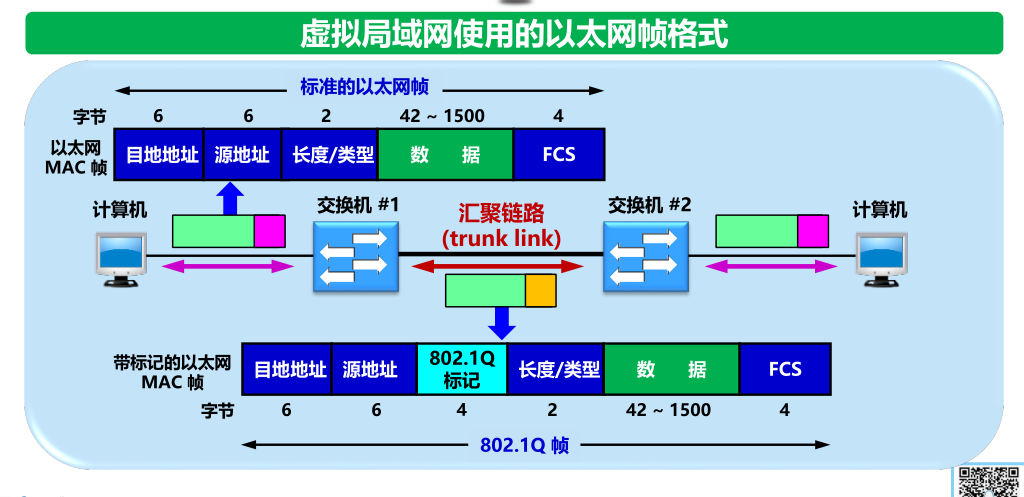 虚拟局域网使用的以太网帧格式
标准的以太网帧
字节 6 6 2 42 ~ 1500 4
以太网
MAC 帧
目地地址 源地址 长度/类型 数 据 FCS
计算机 交换机 #1 汇聚链路 交换机 #2 计算机
(trunk link)
带标记的以太网
MAC 帧
目地地址 源地址 802.1Q 长度/类型 数 据 FCS
标记
字节 6 6 4 2 42 ~ 1500 4
802.1Q 帧